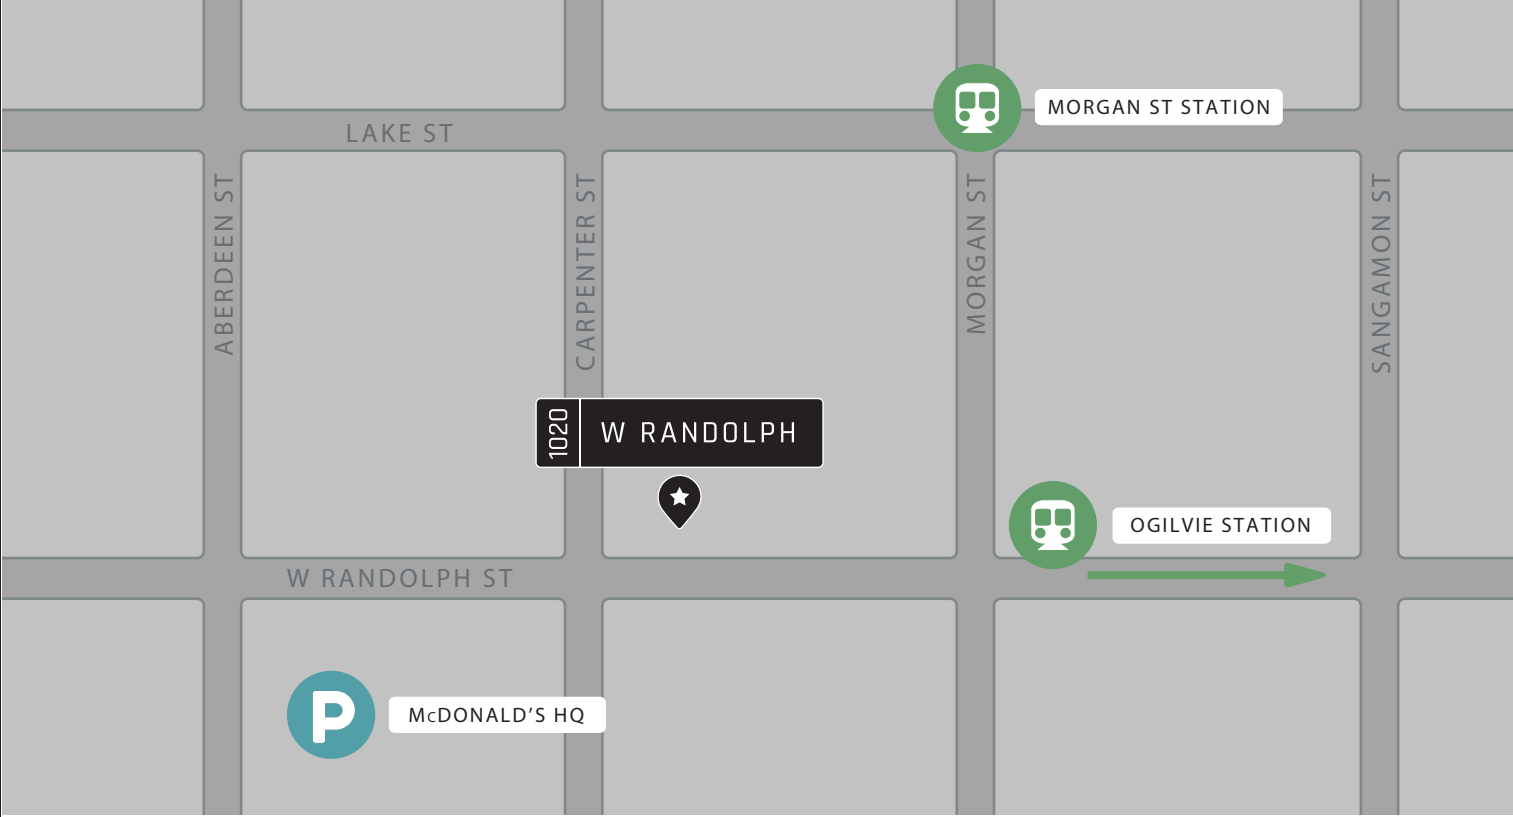 MORGAN ST STATION
LAKE ST
ABERDEEN ST
CARPENTER ST
MORGAN ST
SANGAMON ST
1020 W RANDOLPH
OGILVIE STATION
W RANDOLPH ST
P McDONALD'S HQ